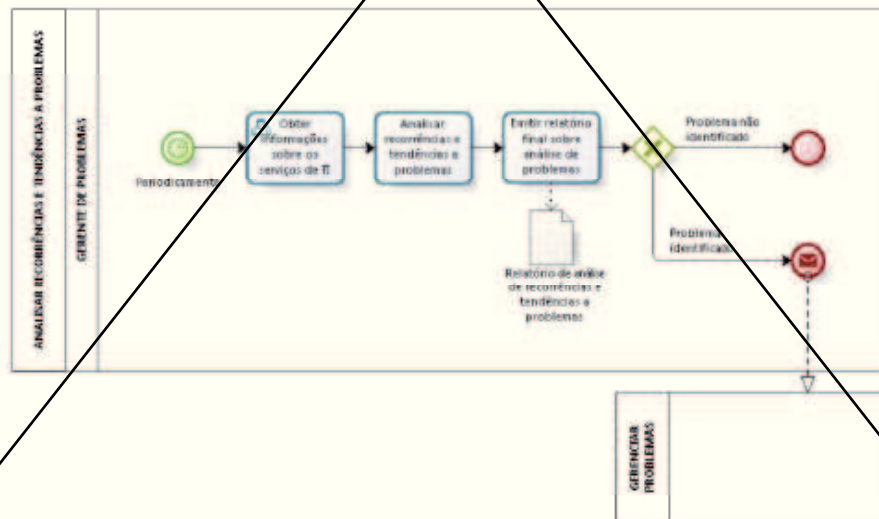 ANALISAR RECORRÊNCIAS E TENDÊNCIAS A PROBLEMAS
GERENTE DE PROBLEMAS
Periodicamente
Obter
informações
sobre os
serviços de TI
Analisar
recorrências e
tendências a
problemas
Emitir relatório
final sobre
análise de
problemas
Relatório de análise
de recorrências e
tendências a
problemas
Problema não
identificado
Problema
identificado
GERENCIAR
PROBLEMAS